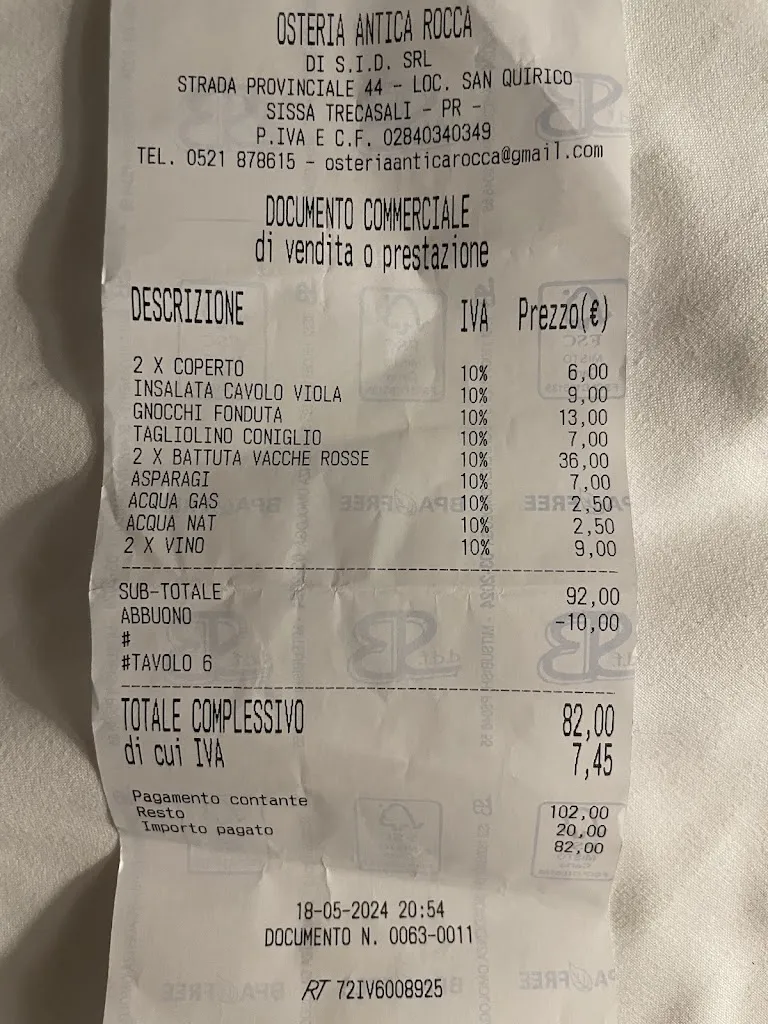 OSTERIA ANTICA ROCCA
DI S.I.D. SRL
STRADA PROVINCIALE 44 - LOC. SAN QUIRICO
SISSA TRECASALI - PR -
P.IVA E C.F. 02840340349
TEL. 0521 878615 - osteriaanticarocca@gmail.com
DOCUMENTO COMMERCIALE
di vendita o prestazione
DESCRIZIONE IVA Prezzo(€)
2 X COPERTO 10% 6,00
INSALATA CAVOLO VIOLA 10% 9,00
GNOCCHI FONDUTA 10% 13,00
TAGLIOLINO CONIGLIO 10% 7,00
2 X BATTUTA VACCHE ROSSE 10% 36,00
ASPARAGI 10% 7,00
ACQUA GAS 10% 2,50
ACQUA NAT 10% 2,50
2 X VINO 10% 9,00
SUB-TOTALE 92,00
ABBUONO -10,00
#
#TAVOLO 6
TOTALE COMPLESSIVO 82,00
di cui IVA 7,45
Pagamento contante 102,00
Resto 20,00
Importo pagato 82,00
18-05-2024 20:54
DOCUMENTO N. 0063-0011
RT 72IV6008925